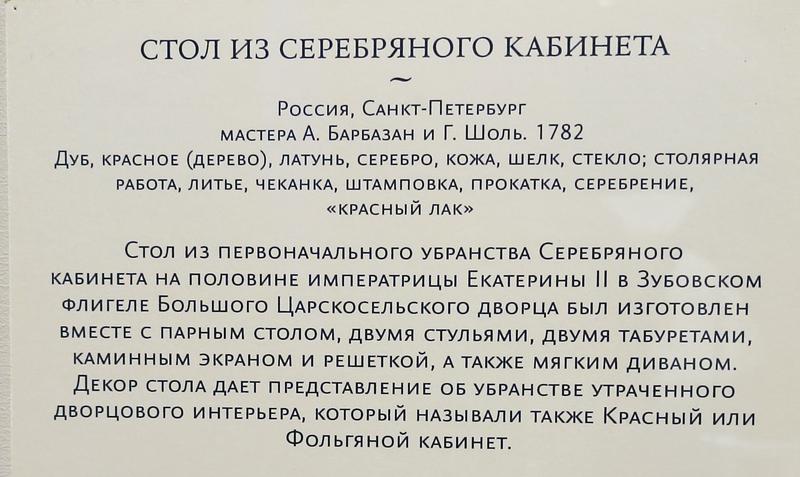 СТОЛ ИЗ СЕРЕБРЯНОГО КАБИНЕТА
~
Россия, Санкт-Петербург
мастера А. Барбазан и Г. Шоль. 1782
Дуб, красное (дерево), латунь, серебро, кожа, шелк, стекло; столярная
работа, литье, чеканка, штамповка, прокатка, серебрение,
«красный лак»
Стол из первоначального убранства Серебряного
кабинета на половине императрицы Екатерины II в Зубовском
флигеле Большого Царскосельского дворца был изготовлен
вместе с парным столом, двумя стульями, двумя табуретами,
каминным экраном и решеткой, а также мягким диваном.
Декор стола дает представление об убранстве утраченного
дворцового интерьера, который называли также Красный или
Фольгяной кабинет.